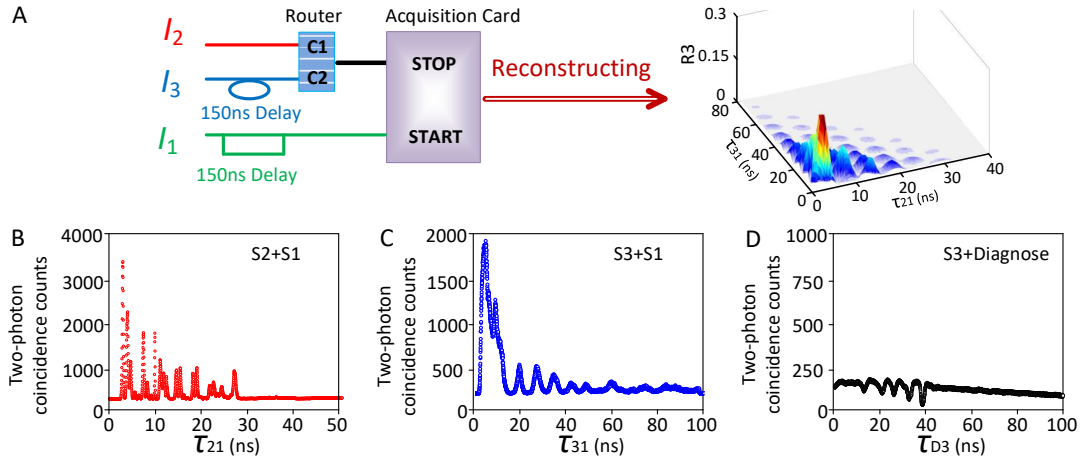 A
Router
Acquisition Card
I2
C1
STOP
I3
C2
150ns Delay
I1
START
150ns Delay
Reconstructing
R3
0.3
0.15
0
80
60
40
20
0
τ31 (ns)
0
10
20
30
40
τ21 (ns)
B
S2+S1
Two-photon
coincidence counts
4000
3000
2000
1000
0
0 10 20 30 40 50
τ21 (ns)
C
S3+S1
Two-photon
coincidence counts
2000
1500
1000
500
0
0 20 40 60 80 100
τ31 (ns)
D
S3+Diagnose
Two-photon
coincidence counts
1000
750
500
250
0
0 20 40 60 80 100
τD3 (ns)